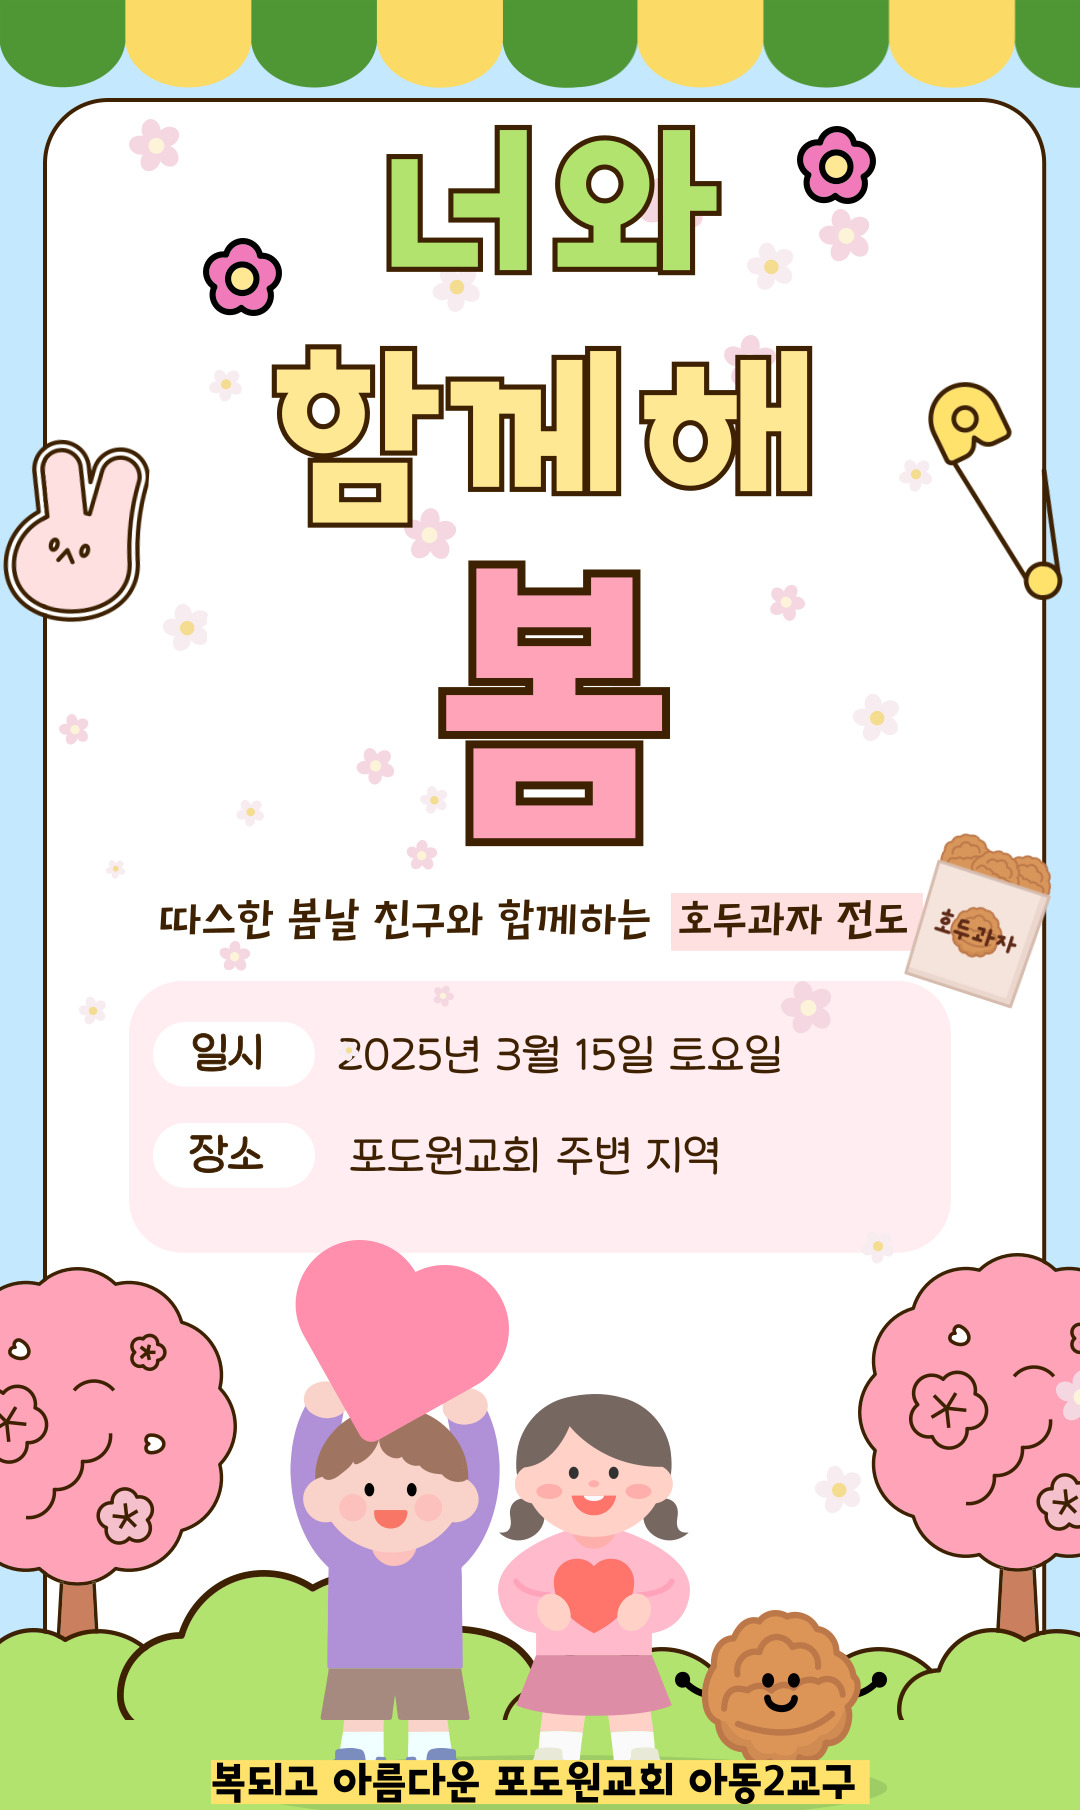 너와
함께해
봄
따스한 봄날 친구와 함께하는 호두과자 전도
호두과자
일시 2025년 3월 15일 토요일
장소 포도원교회 주변 지역
복되고 아름다운 포도원교회 아동2교구